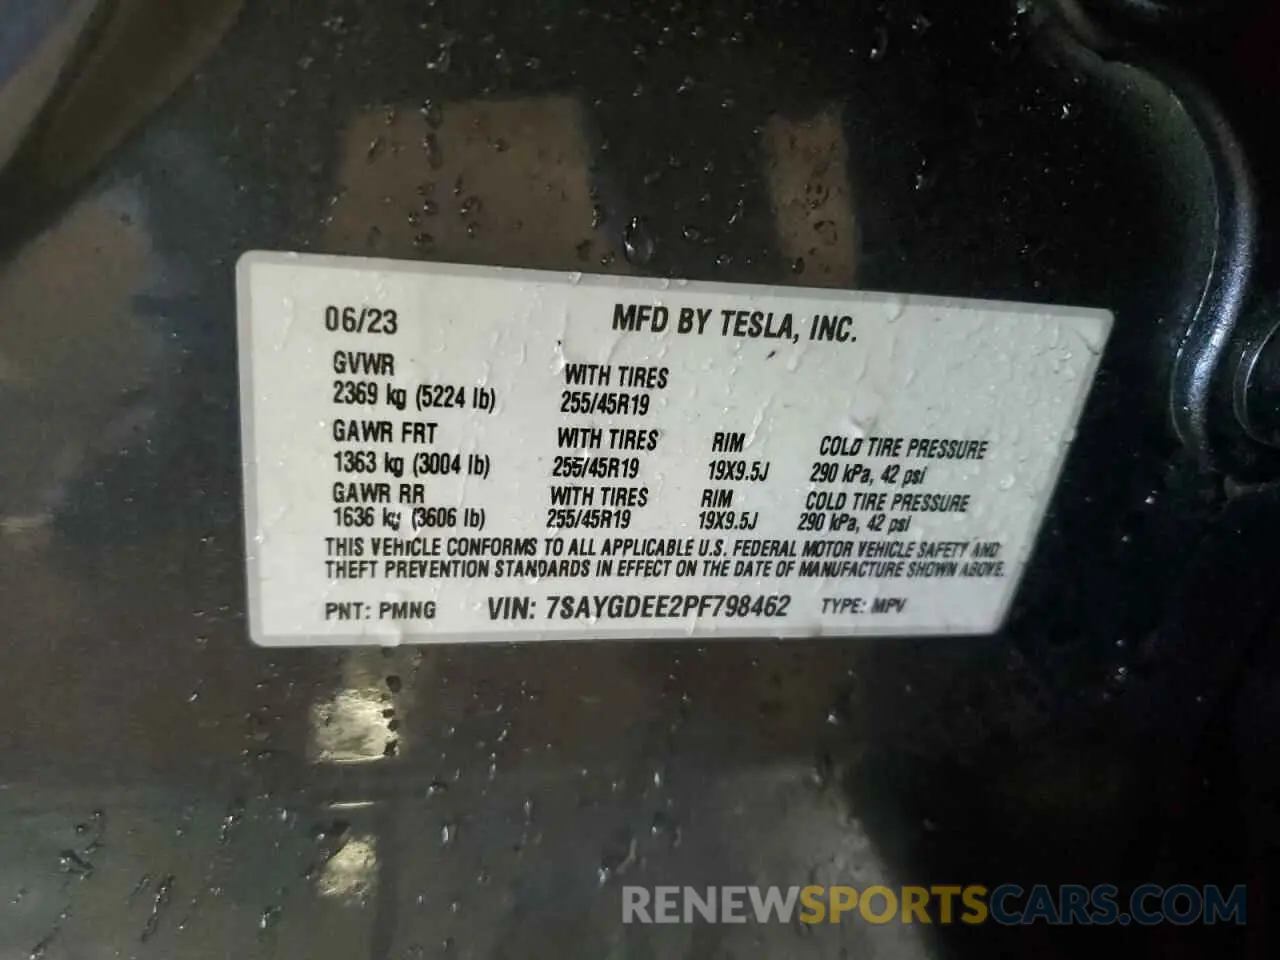 06/23 MFD BY TESLA, INC.
GVWR
2369 kg (5224 lb) WITH TIRES 255/45R19
GAWR FRT WITH TIRES RIM COLD TIRE PRESSURE
1363 kg (3004 lb) 255/45R19 19X9.5J 290 kPa, 42 psi
GAWR RR WITH TIRES RIM COLD TIRE PRESSURE
1636 kg (3606 lb) 255/45R19 19X9.5J 290 kPa, 42 psi
THIS VEHICLE CONFORMS TO ALL APPLICABLE U.S. FEDERAL MOTOR VEHICLE SAFETY AND
THEFT PREVENTION STANDARDS IN EFFECT ON THE DATE OF MANUFACTURE SHOWN ABOVE.
PNT: PMNG VIN: 7SAYGDEE2PF798462 TYPE: MPV
RENEWSPORTSCARS.COM